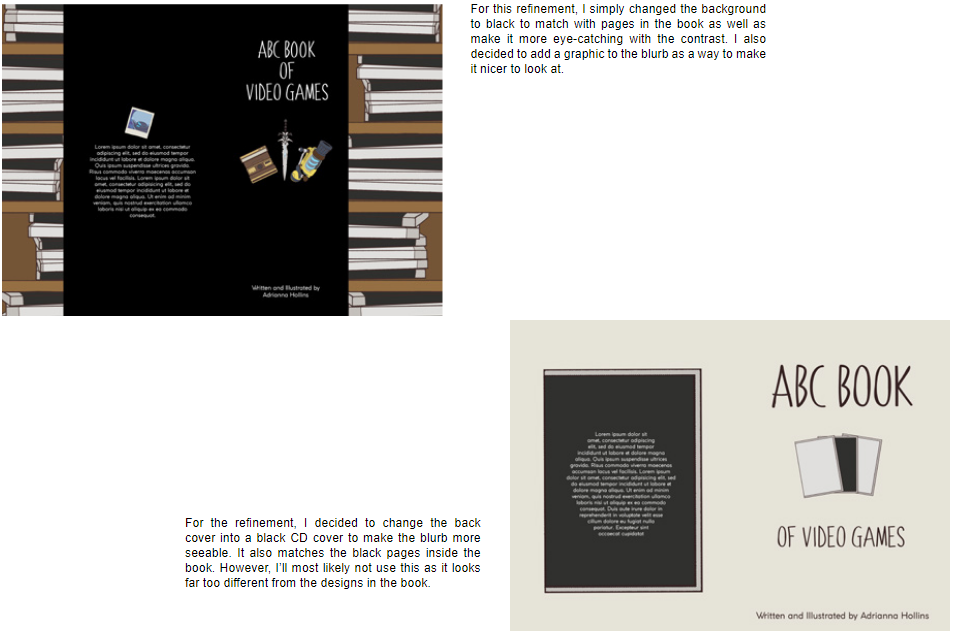 For this refinement, I simply changed the background
to black to match with pages in the book as well as
make it more eye-catching with the contrast. I also
decided to add a graphic to the blurb as a way to make
it nicer to look at.
ABC BOOK
OF
VIDEO GAMES
Lorem ipsum dolor sit amet, consectetur
adipiscing elit, sed do eiusmod tempor
incididunt ut labore et dolore magna aliqua.
Quis ipsum suspendisse ultrices gravida.
Risus commodo viverra maecenas accumsan
lacus vel facilisis. Lorem ipsum dolor sit
amet, consectetur adipiscing elit, sed do
eiusmod tempor incididunt ut labore et
dolore magna aliqua. Ut enim ad minim
veniam, quis nostrud exercitation ullamco
laboris nisi ut aliquip ex ea commodo
consequat.
Written and Illustrated by
Adrianna Hollins
ABC BOOK
OF VIDEO GAMES
Lorem ipsum dolor sit
amet, consectetur adipiscing
elit, sed do eiusmod tempor
incididunt ut labore et dolore magna
aliqua. Quis ipsum suspendisse ultrices
gravida. Risus commodo viverra maecenas
accumsan lacus vel facilisis. Lorem ipsum
dolor sit amet, consectetur adipiscing elit, sed
do eiusmod tempor incididunt ut labore et
dolore magna aliqua. Ut enim ad minim
veniam, quis nostrud exercitation ullamco
laboris nisi ut aliquip ex ea commodo
consequat. Duis aute irure dolor in
reprehenderit in voluptate velit esse
cillum dolore eu fugiat nulla
pariatur. Excepteur sint
occaecat cupidatat
Written and Illustrated by Adrianna Hollins
For the refinement, I decided to change the back
cover into a black CD cover to make the blurb more
seeable. It also matches the black pages inside the
book. However, I'll most likely not use this as it looks
far too different from the designs in the book.